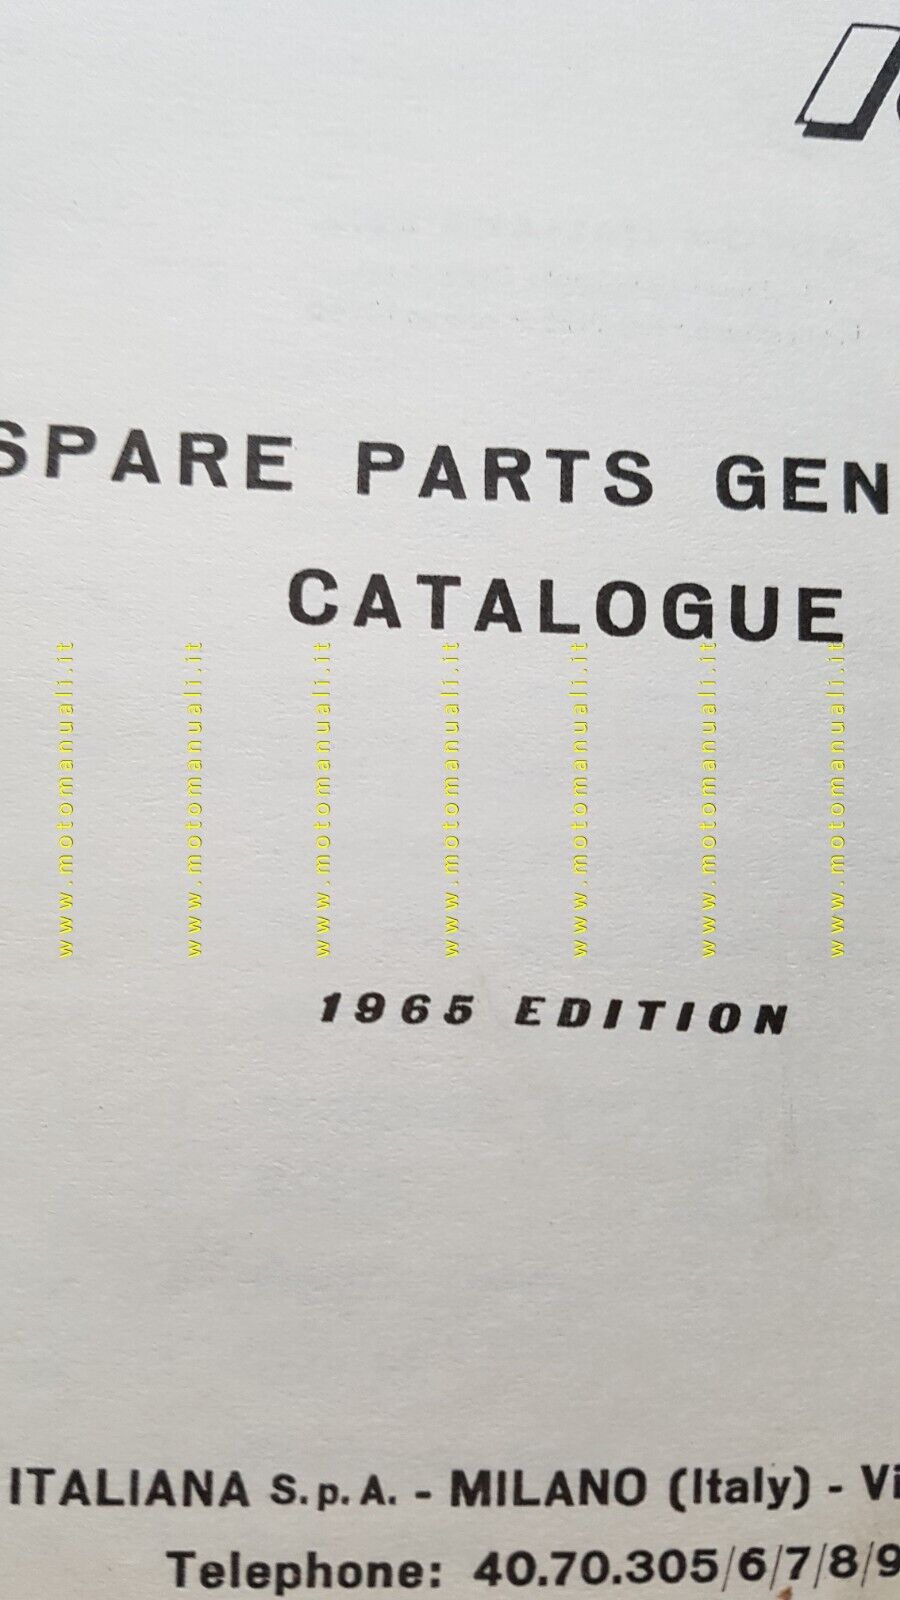 SPARE PARTS GEN
CATALOGUE
www.motomanuali.it
www.motomanuali.it
www.motomanuali.it
www.motomanuali.it
www.motomanuali.it
www.motomanuali.it
www.motomanuali.it
1965 EDITION
ITALIANA S.p.A. - MILANO (Italy) - Vi
Telephone: 40.70.305/6/7/8/9